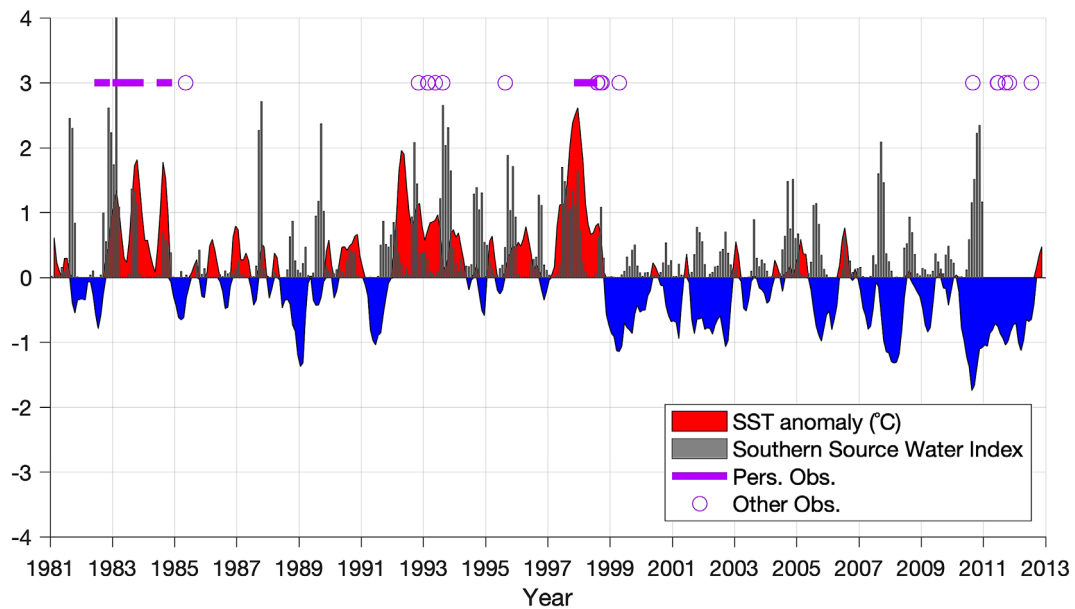 4
3
2
1
0
-1
-2
-3
-4
SST anomaly (℃)
Southern Source Water Index
Pers. Obs.
Other Obs.
1981 1983 1985 1987 1989 1991 1993 1995 1997 1999 2001 2003 2005 2007 2009 2011 2013
Year